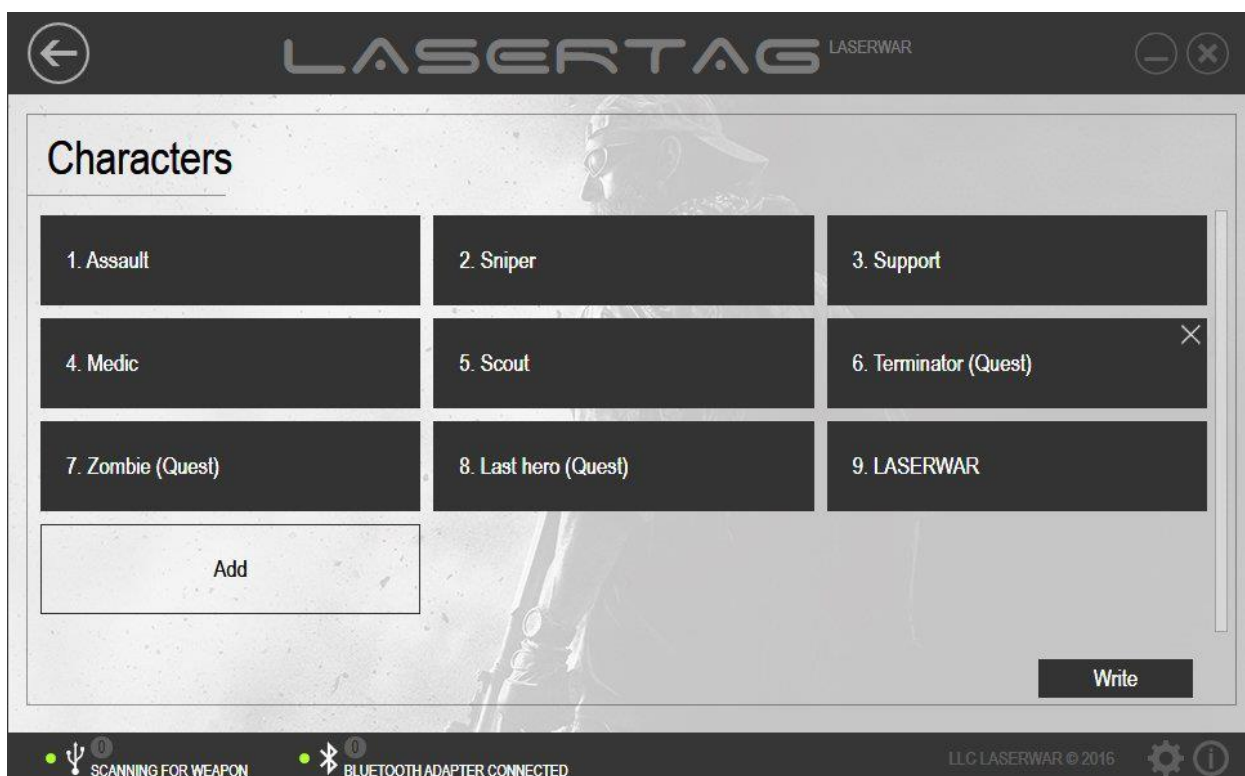 LASERTAG LASERWAR
Characters
1. Assault
2. Sniper
3. Support
4. Medic
5. Scout
6. Terminator (Quest)
7. Zombie (Quest)
8. Last hero (Quest)
9. LASERWAR
Add
Write
0
SCANNING FOR WEAPON
0
BLUETOOTH ADAPTER CONNECTED
LLC LASERWAR © 2016